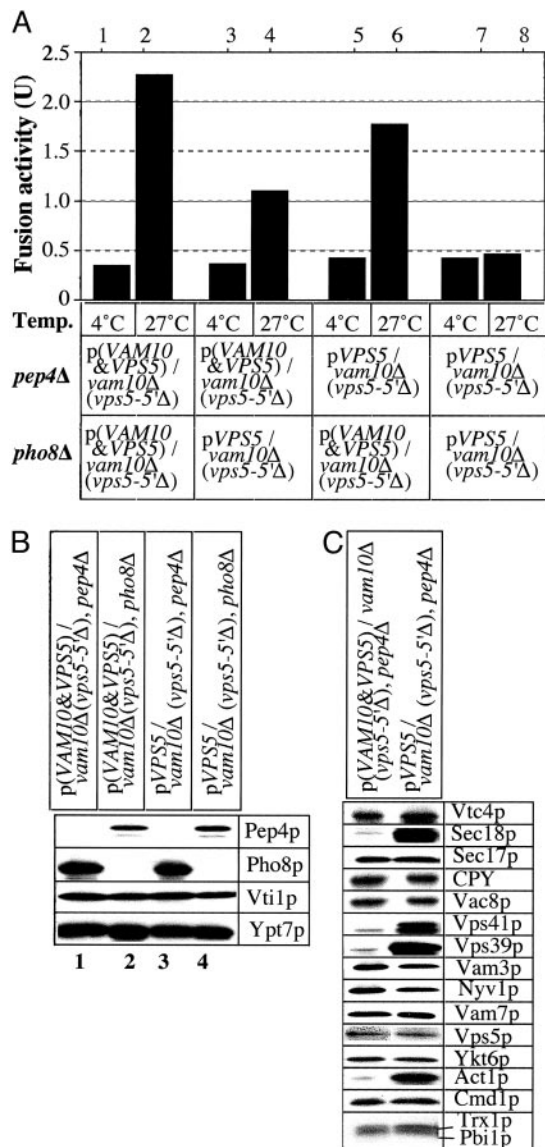 A
1 2 3 4 5 6 7 8
Fusion activity (U)
2.5
2.0
1.5
1.0
0.5
0
Temp. 4°C 27°C 4°C 27°C 4°C 27°C 4°C 27°C
pep4Δ
p(VAM10
&VPS5) /
vam10Δ
(vps5-5'Δ)
p(VAM10
&VPS5) /
vam10Δ
(vps5-5'Δ)
pVPS5 /
vam10Δ
(vps5-5'Δ)
pVPS5 /
vam10Δ
(vps5-5'Δ)
pho8Δ
p(VAM10
&VPS5) /
vam10Δ
(vps5-5'Δ)
pVPS5 /
vam10Δ
(vps5-5'Δ)
p(VAM10
&VPS5) /
vam10Δ
(vps5-5'Δ)
pVPS5 /
vam10Δ
(vps5-5'Δ)
B
p(VAM10&VPS5) /
vam10Δ(vps5-5'Δ), pep4Δ
p(VAM10&VPS5) /
vam10Δ(vps5-5'Δ), pho8Δ
pVPS5 /
vam10Δ (vps5-5'Δ), pep4Δ
pVPS5 /
vam10Δ (vps5-5'Δ), pho8Δ
Pep4p
Pho8p
Vti1p
Ypt7p
1 2 3 4
C
p(VAM10&VPS5) / vam10Δ
(vps5-5'Δ), pep4Δ
pVPS5/
vam10Δ (vps5-5'Δ), pep4Δ
Vtc4p
Sec18p
Sec17p
CPY
Vac8p
Vps41p
Vps39p
Vam3p
Nyv1p
Vam7p
Vps5p
Ykt6p
Act1p
Cmd1p
Trx1p
Pbi1p